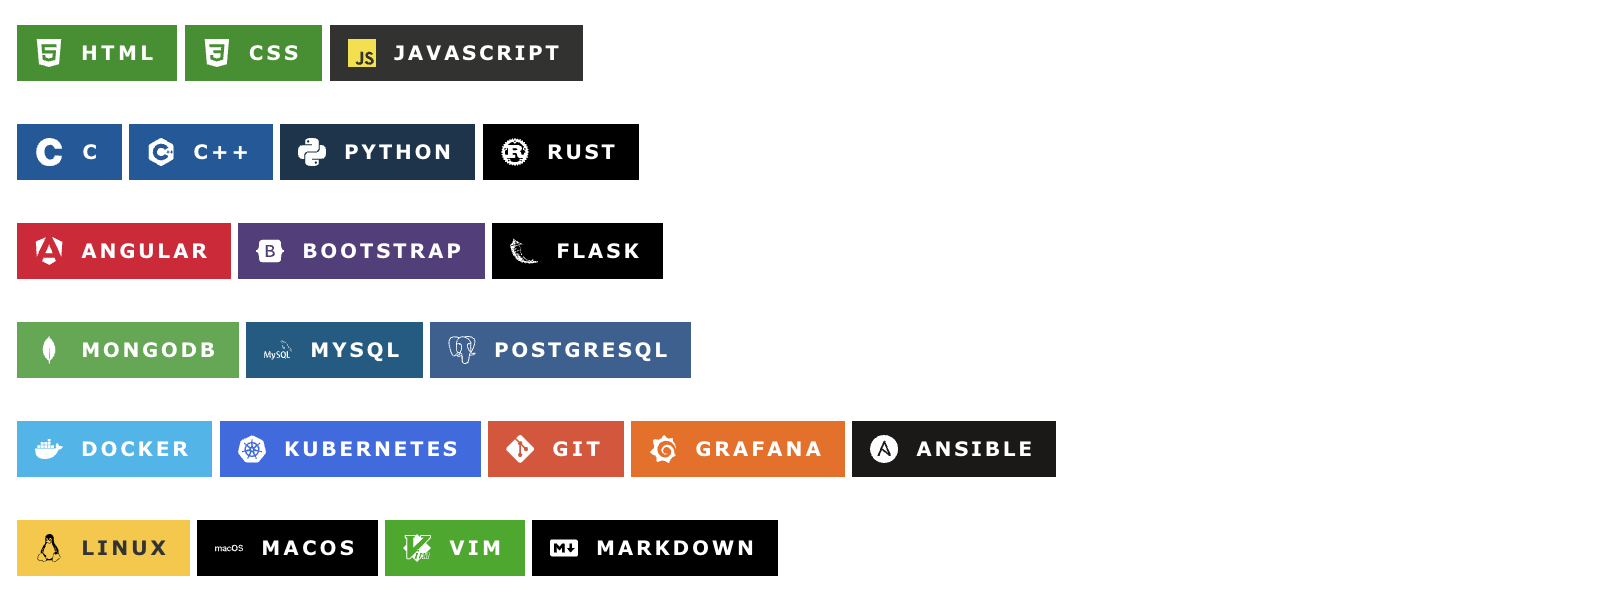 HTML CSS JS JAVASCRIPT
C C C C++ PYTHON R RUST
A ANGULAR B BOOTSTRAP FLASK
MONGODB MySQL MYSQL POSTGRESQL
DOCKER KUBERNETES GIT GRAFANA A ANSIBLE
LINUX macOS MACOS Vim VIM M MARKDOWN